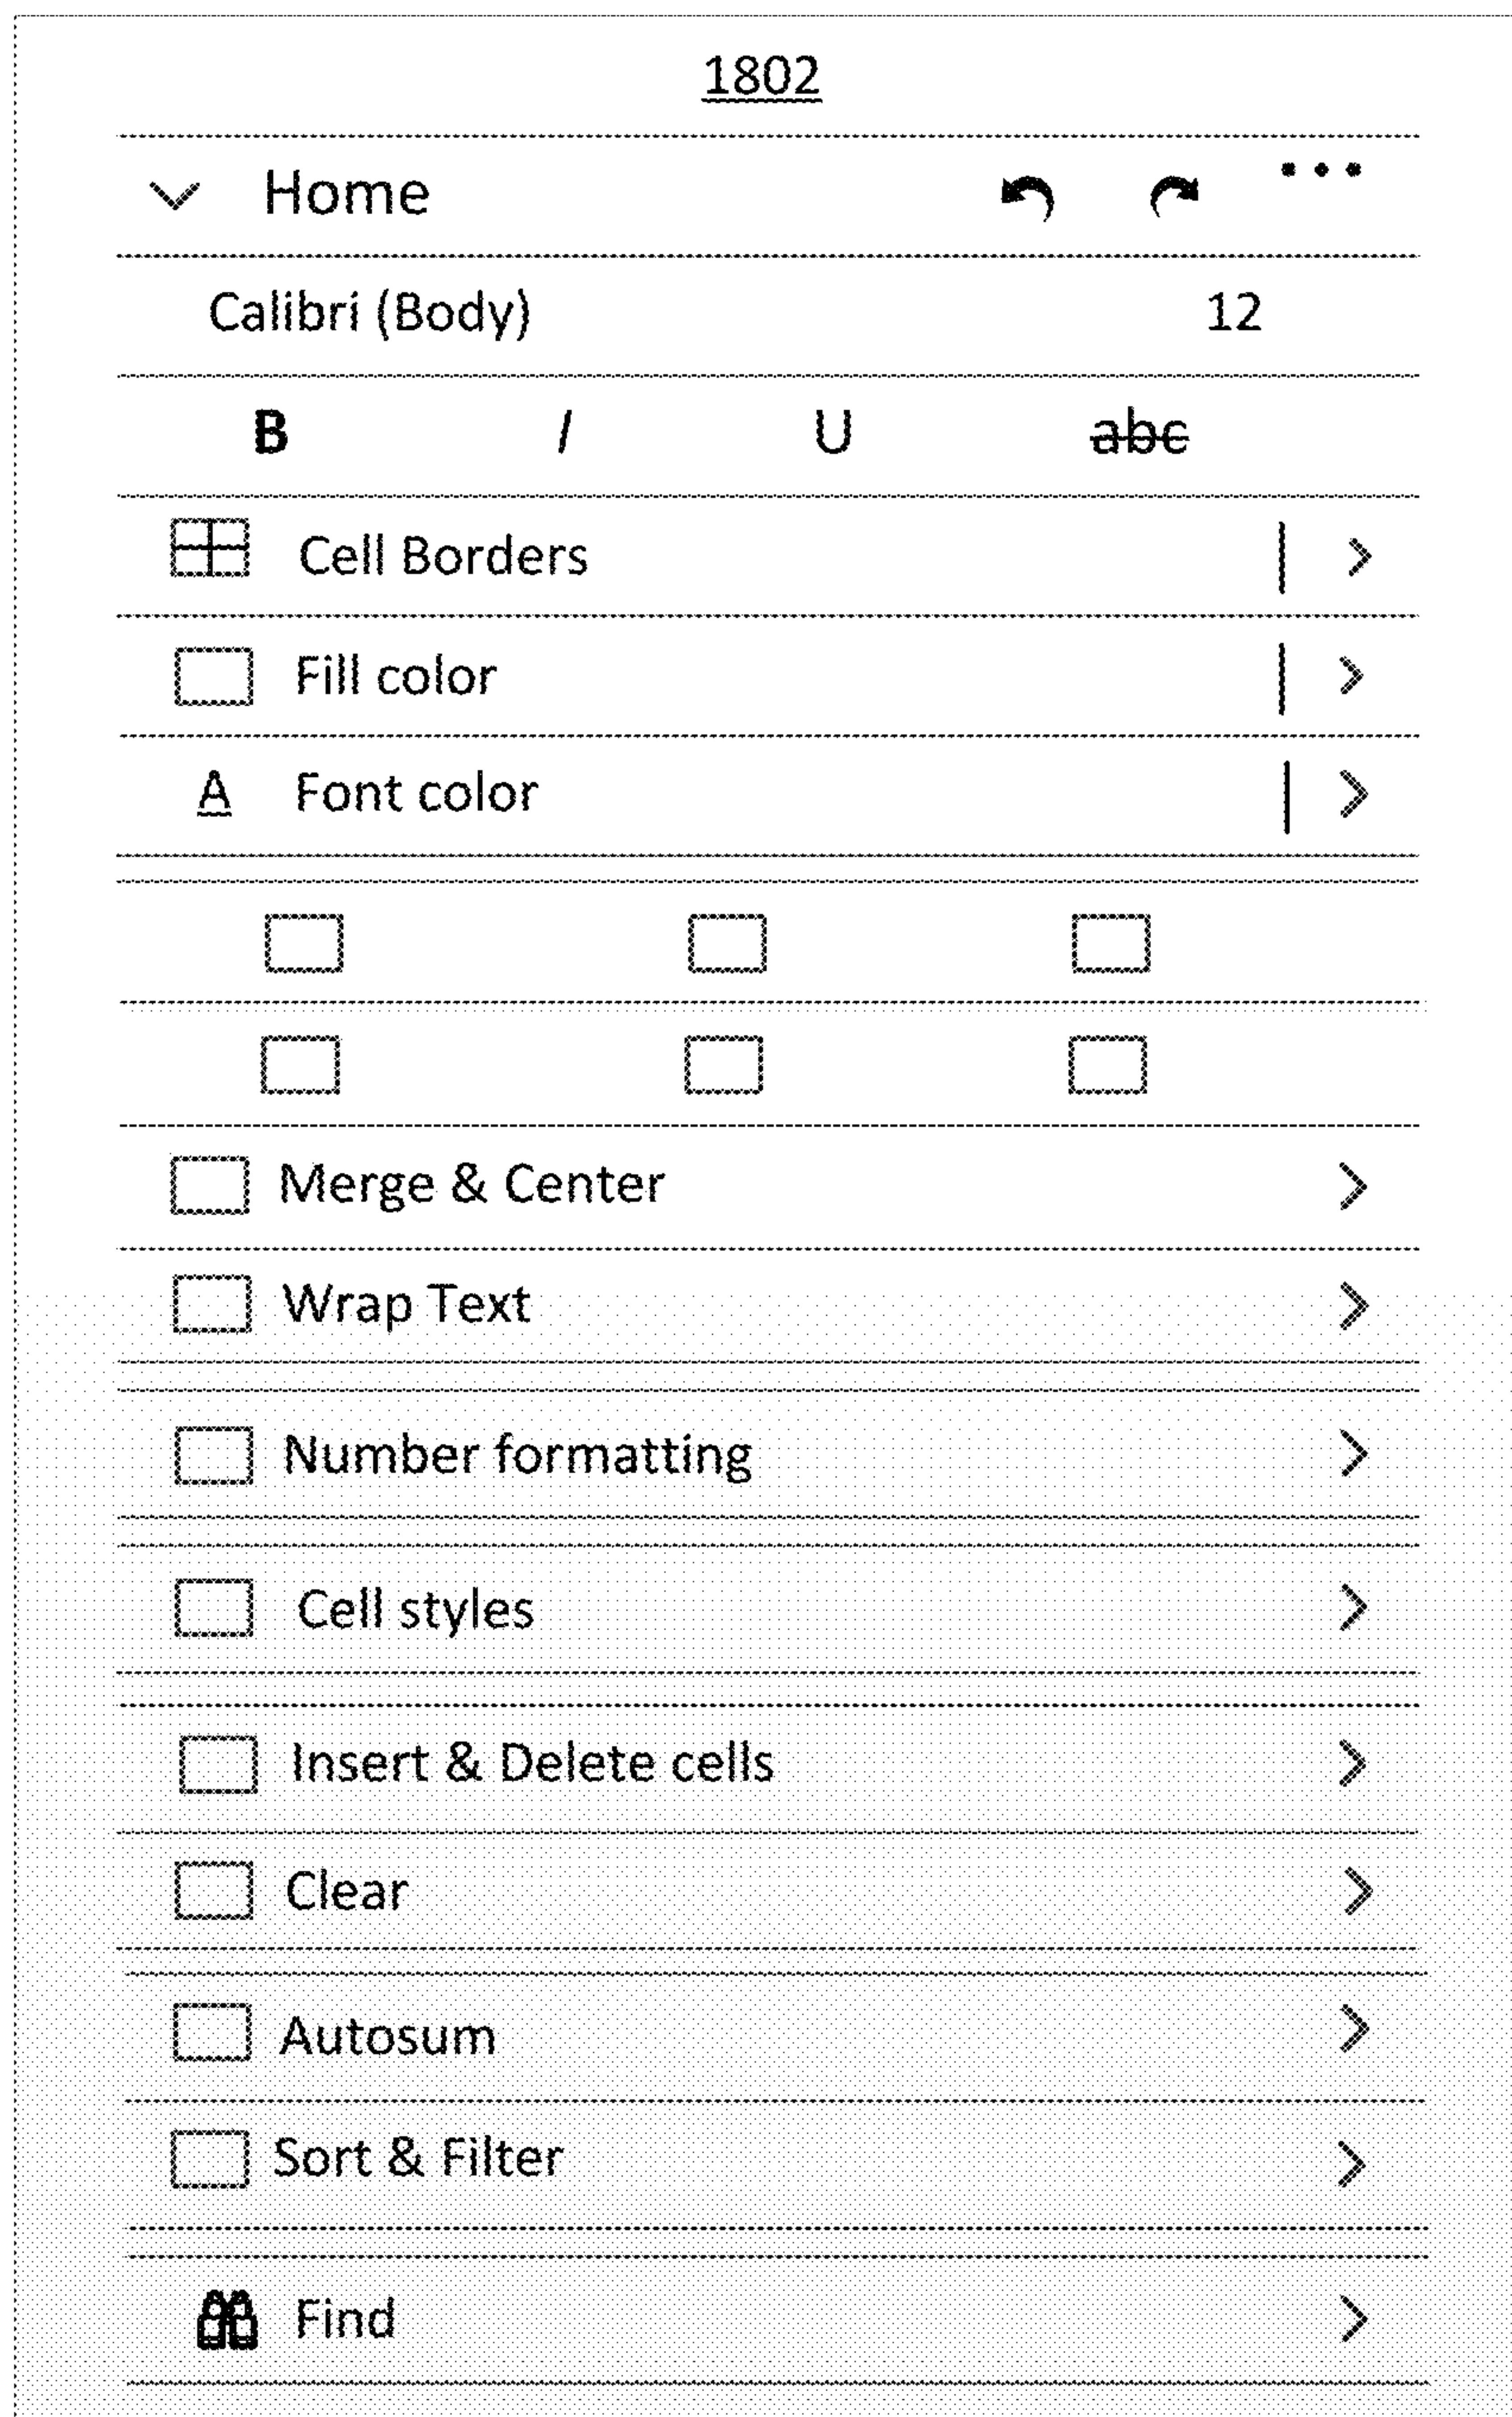 1802
Home
Calibri (Body) 12
B I U abc
Cell Borders
Fill color
A Font color
Merge & Center
Wrap Text
Number formatting
Cell styles
Insert & Delete cells
Clear
Autosum
Sort & Filter
Find